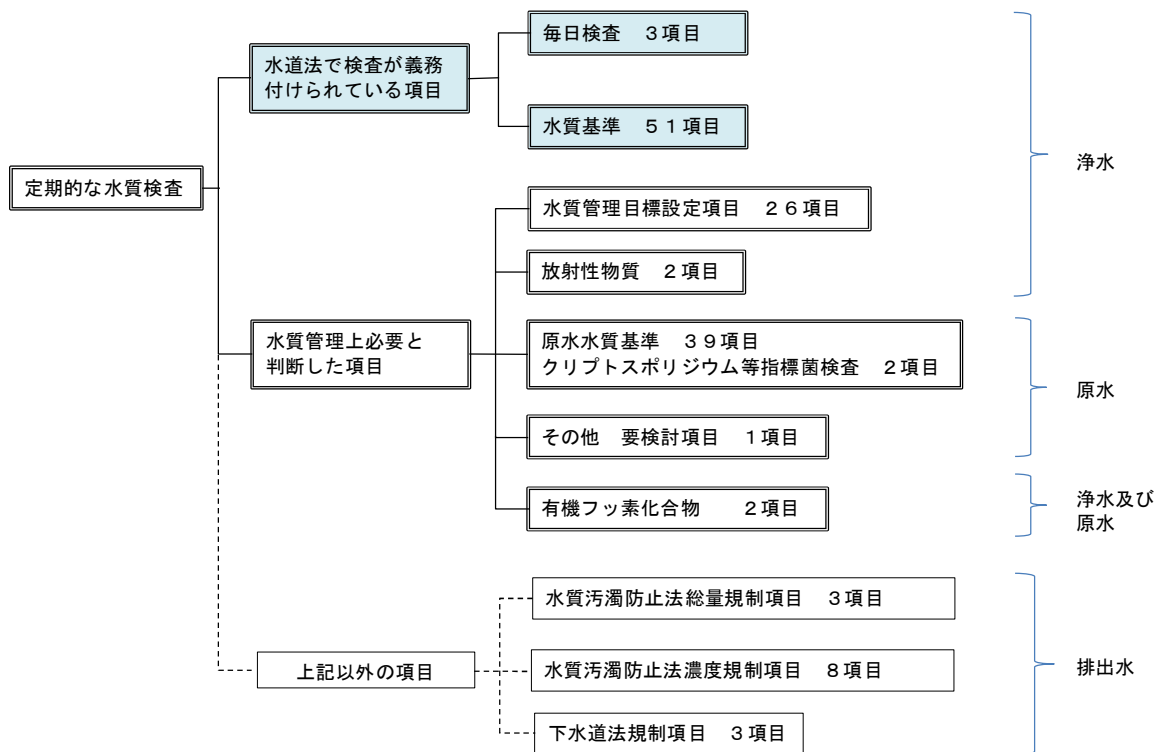 定期的な水質検査
水道法で検査が義務
付けられている項目
毎日検査　３項目
水質基準　５１項目
浄水
水質管理上必要と
判断した項目
水質管理目標設定項目　２６項目
放射性物質　２項目
原水水質基準　３９項目
クリプトスポリジウム等指標菌検査　２項目
その他　要検討項目　１項目
原水
有機フッ素化合物　　２項目
浄水及び
原水
上記以外の項目
水質汚濁防止法総量規制項目　３項目
水質汚濁防止法濃度規制項目　８項目
下水道法規制項目　３項目
排出水